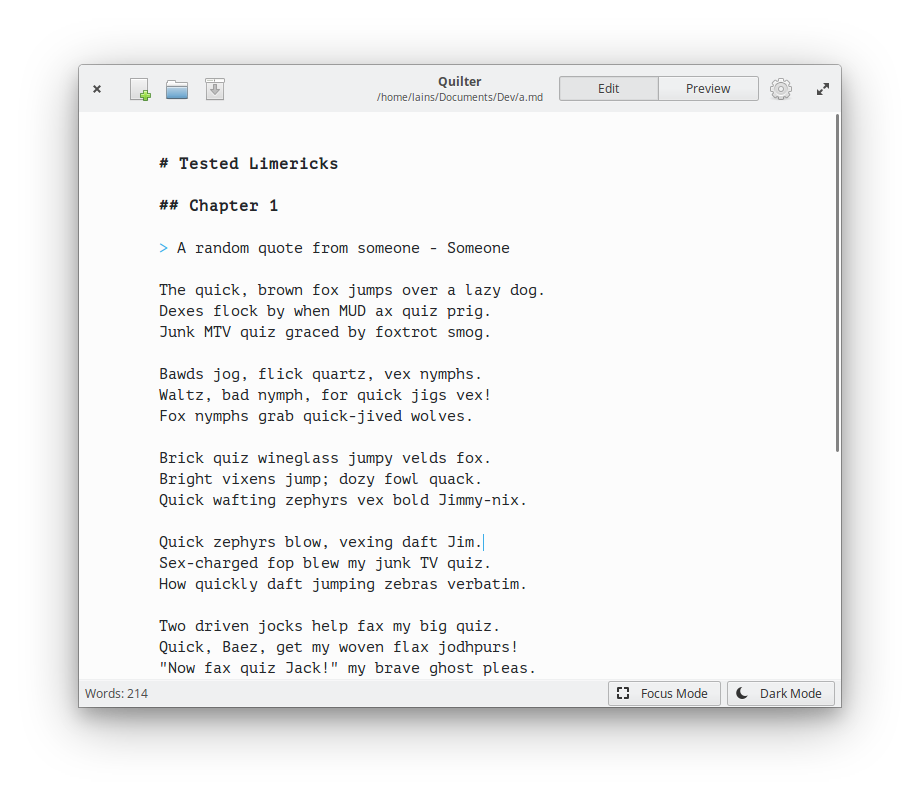 Quilter
/home/lains/Documents/Dev/a.md
Edit
Preview
# Tested Limericks
## Chapter 1
> A random quote from someone - Someone
The quick, brown fox jumps over a lazy dog.
Dexes flock by when MUD ax quiz prig.
Junk MTV quiz graced by foxtrot smog.
Bawds jog, flick quartz, vex nymphs.
Waltz, bad nymph, for quick jigs vex!
Fox nymphs grab quick-jived wolves.
Brick quiz wineglass jumpy velds fox.
Bright vixens jump; dozy fowl quack.
Quick wafting zephyrs vex bold Jimmy-nix.
Quick zephyrs blow, vexing daft Jim.
Sex-charged fop blew my junk TV quiz.
How quickly daft jumping zebras verbatim.
Two driven jocks help fax my big quiz.
Quick, Baez, get my woven flax jodhpurs!
"Now fax quiz Jack!" my brave ghost pleas.
Words: 214
Focus Mode
Dark Mode